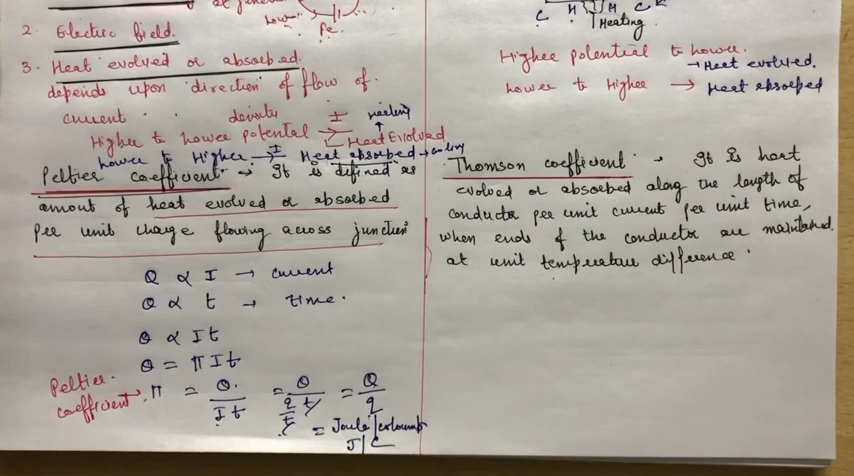 2. Electric field.
3. Heat evolved or absorbed.
depends upon direction of flow of
current. density
Higher to lower potential → Heat Evolved
heating
lower to Higher → Heat absorbed → cooling
Peltier coefficient → It is defined as
amout of heat evolved or absorbed
per unit charge flowing across junction
Q ∝ I → current
Q ∝ t → time.
Q ∝ It
Q = π I t
Peltier coefficient → π = Q / It = Q / (q/t) t = Q / q
= Joule/coloumb
J/C
C H H C
Heating
Higher potential to lower.
→ Heat evolved.
lower to Higher → Heat absorbed
Thomson coefficient → It is heat
evolved or absorbed along the length of
conductor per unit current per unit time,
when ends of the conductor are maintained
at unit temperature difference.